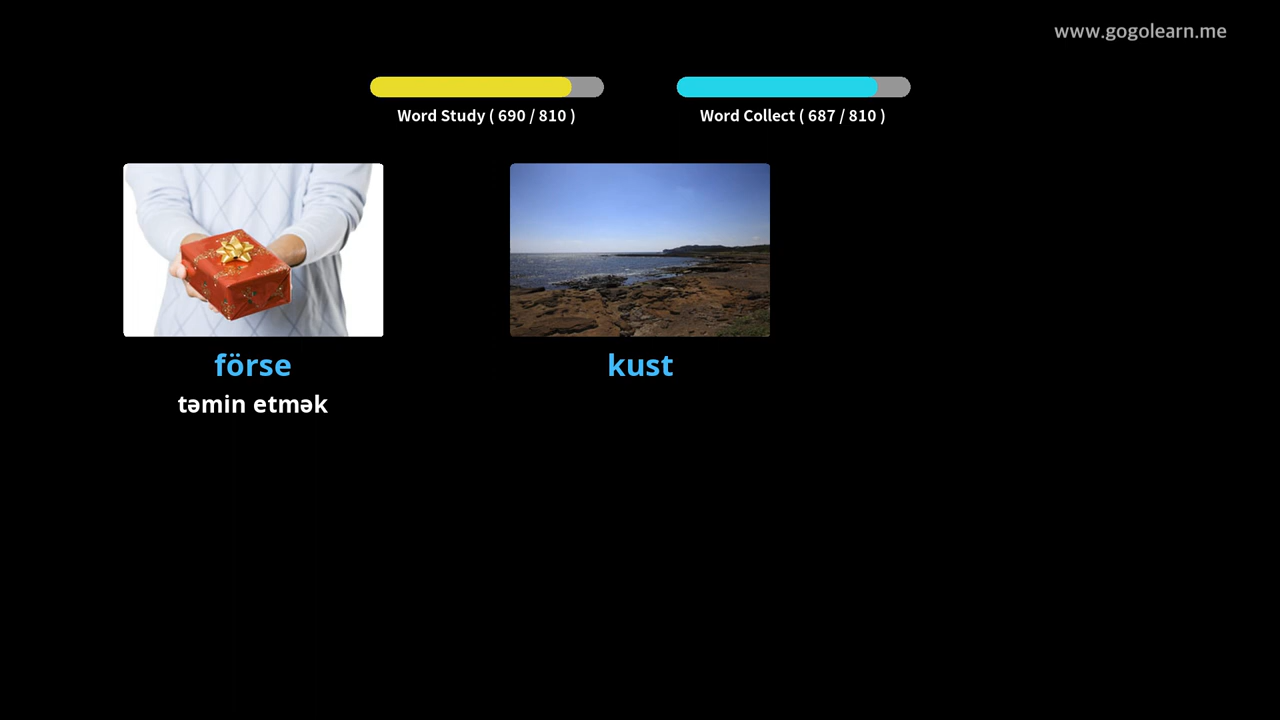 www.gogolearn.me
Word Study ( 690 / 810 )
Word Collect ( 687 / 810 )
förse
təmin etmək
kust